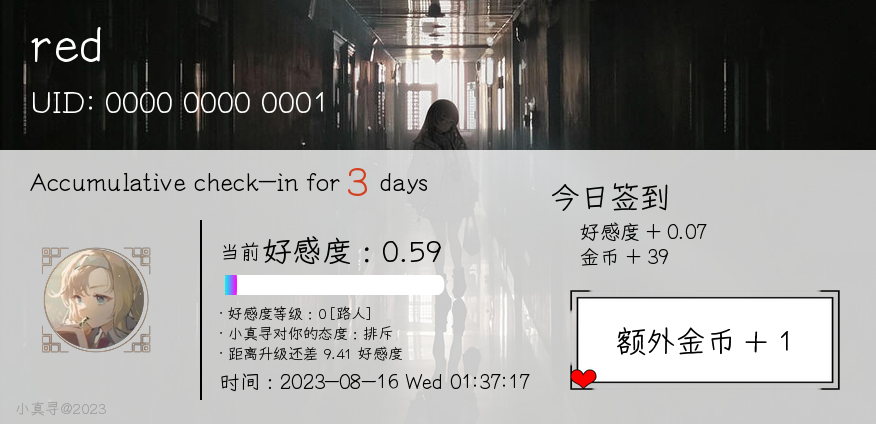 red
UID: 0000 0000 0001
Accumulative check-in for 3 days
当前好感度：0.59
· 好感度等级：0 [路人]
· 小真寻对你的态度：排斥
· 距离升级还差 9.41 好感度
时间：2023-08-16 Wed 01:37:17
今日签到
好感度 + 0.07
金币 + 39
额外金币 + 1
小真寻@2023